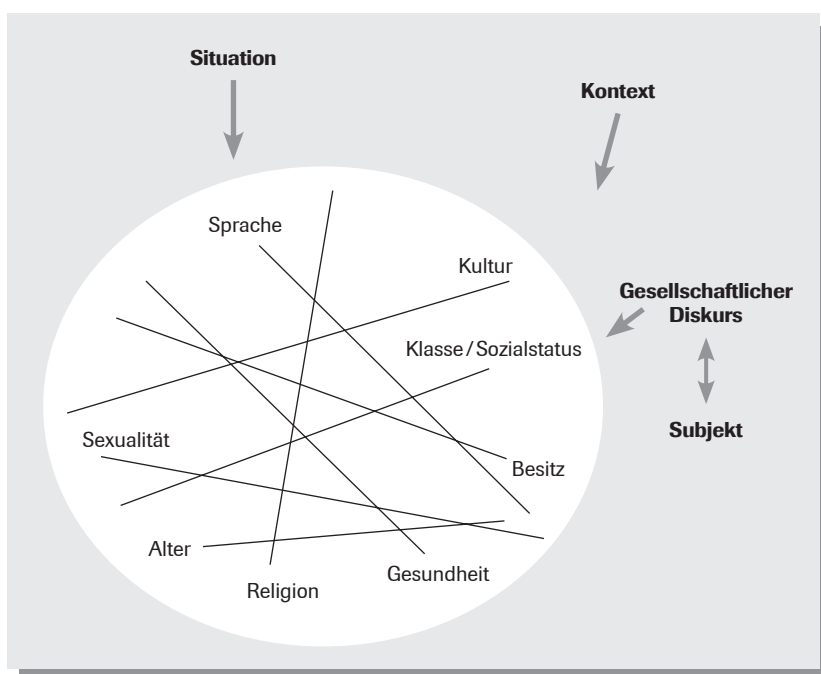 Situation
Kontext
Sprache
Kultur
Gesellschaftlicher
Diskurs
Klasse / Sozialstatus
Subjekt
Sexualität
Besitz
Alter
Gesundheit
Religion